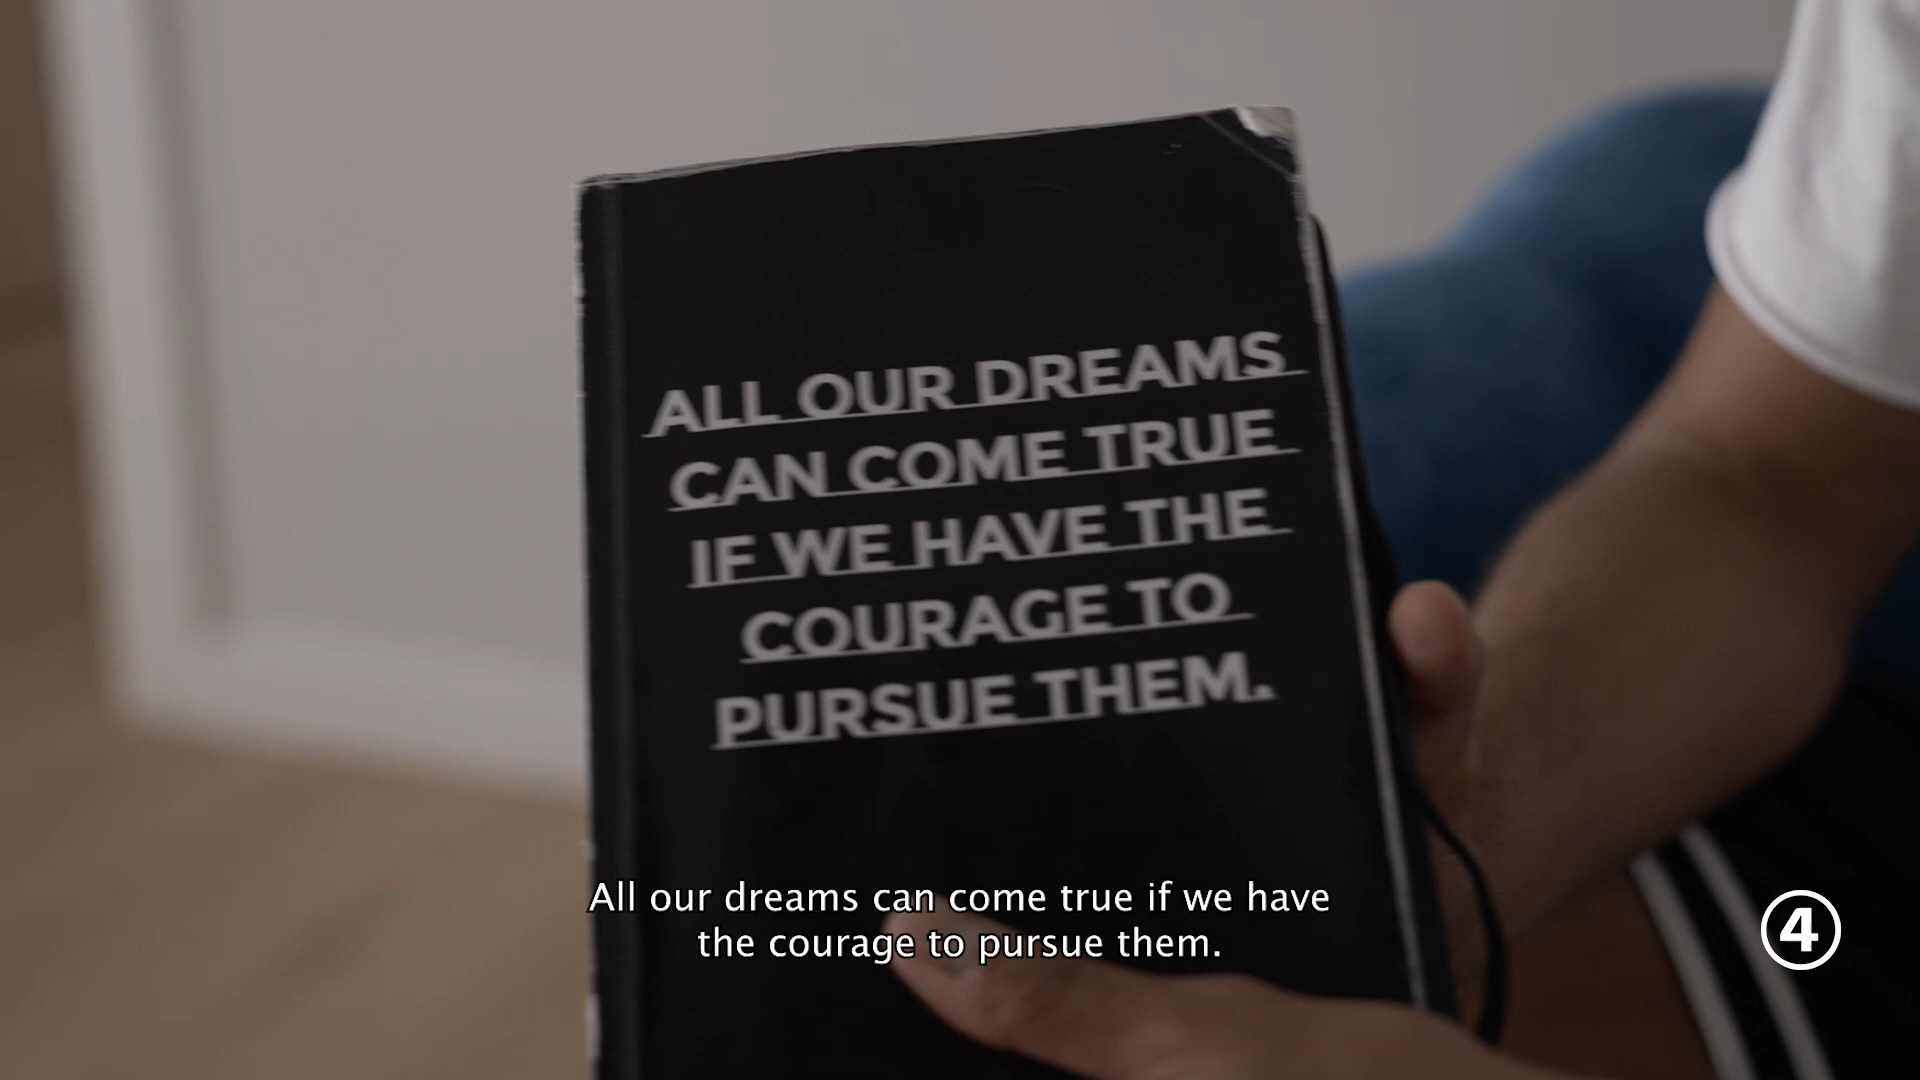 ALL OUR DREAMS
CAN COME TRUE
IF WE HAVE THE
COURAGE TO
PURSUE THEM.
All our dreams can come true if we have
the courage to pursue them.
4